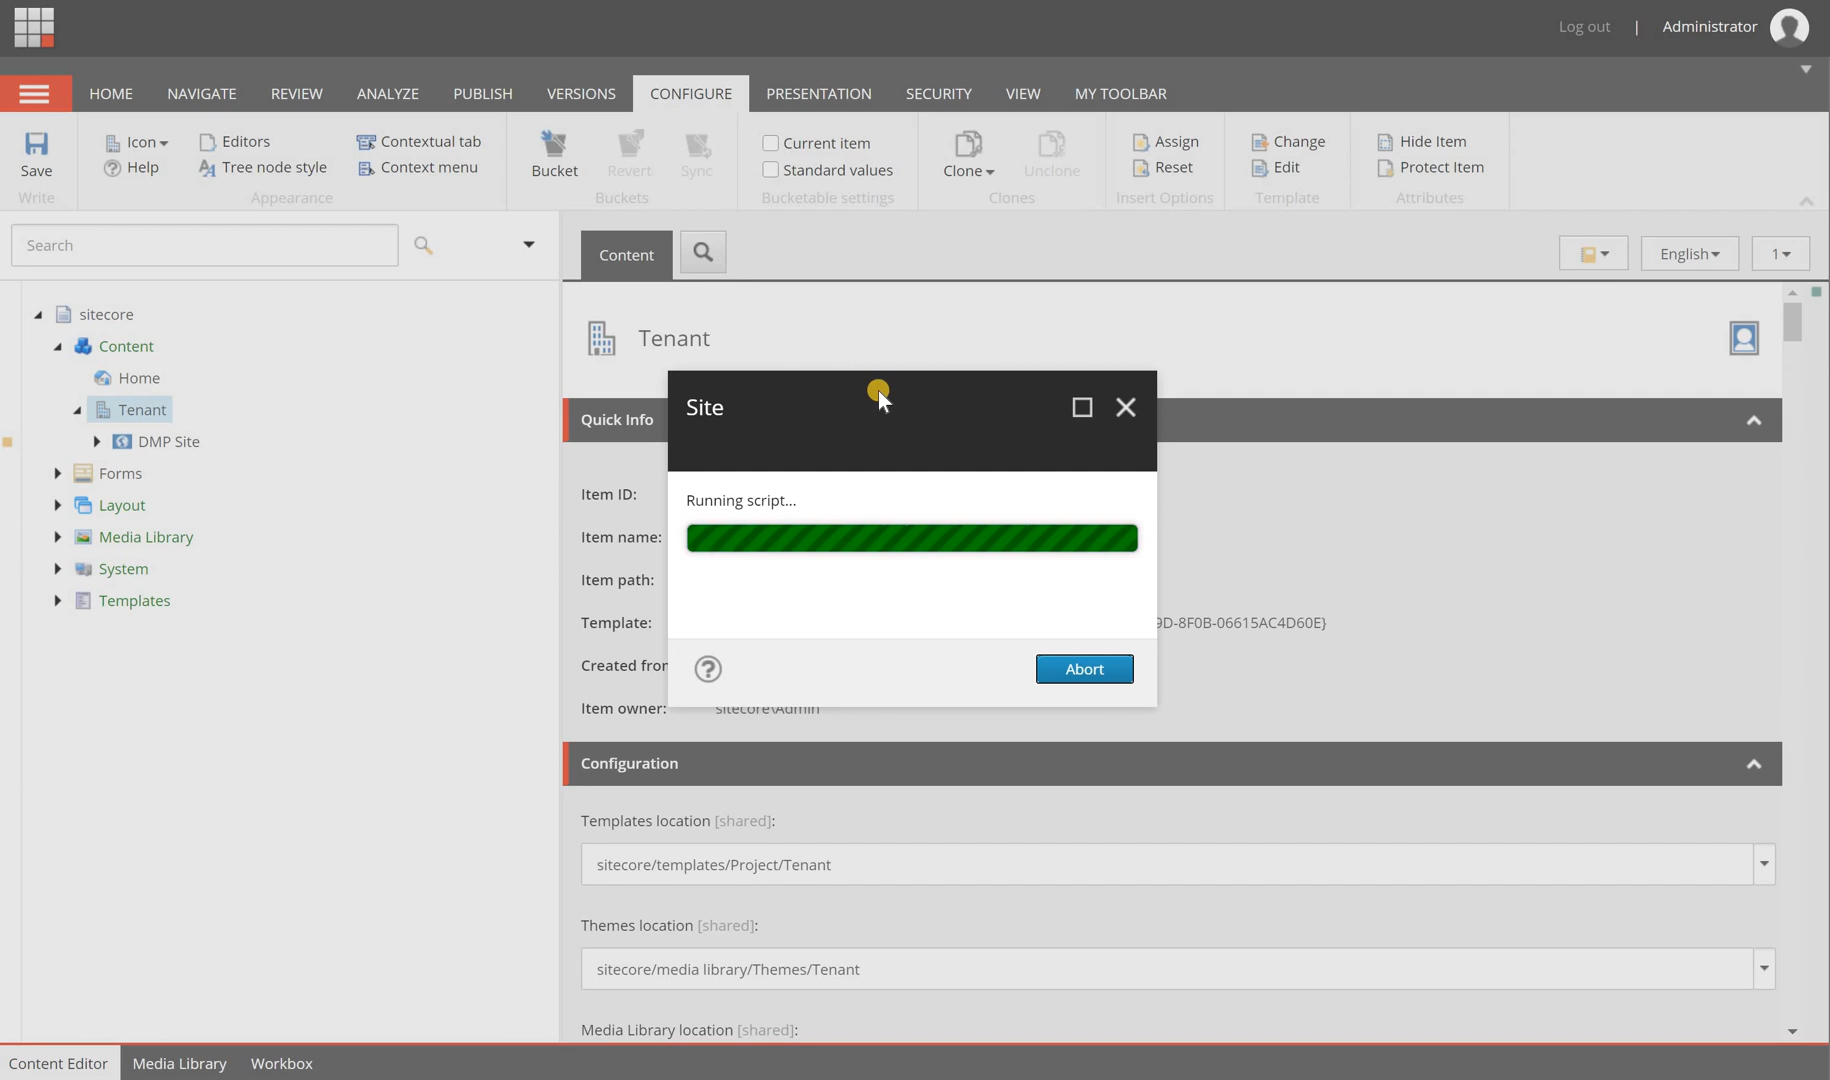 Log out | Administrator
HOME NAVIGATE REVIEW ANALYZE PUBLISH VERSIONS CONFIGURE PRESENTATION SECURITY VIEW MY TOOLBAR
Save
Write
Icon
Help
Editors
Tree node style
Contextual tab
Context menu
Appearance
Bucket
Revert
Sync
Buckets
Current item
Standard values
Bucketable settings
Clone
Unclone
Clones
Assign
Reset
Insert Options
Change
Edit
Template
Hide Item
Protect Item
Attributes
Search
sitecore
Content
Home
Tenant
DMP Site
Forms
Layout
Media Library
System
Templates
Content
English
1
Tenant
Quick Info
Item ID:
Item name:
Item path:
Template:
9D-8F0B-06615AC4D60E}
Created from
Item owner: sitecore\Admin
Site
Running script...
Abort
Configuration
Templates location [shared]:
sitecore/templates/Project/Tenant
Themes location [shared]:
sitecore/media library/Themes/Tenant
Media Library location [shared]:
Content Editor Media Library Workbox